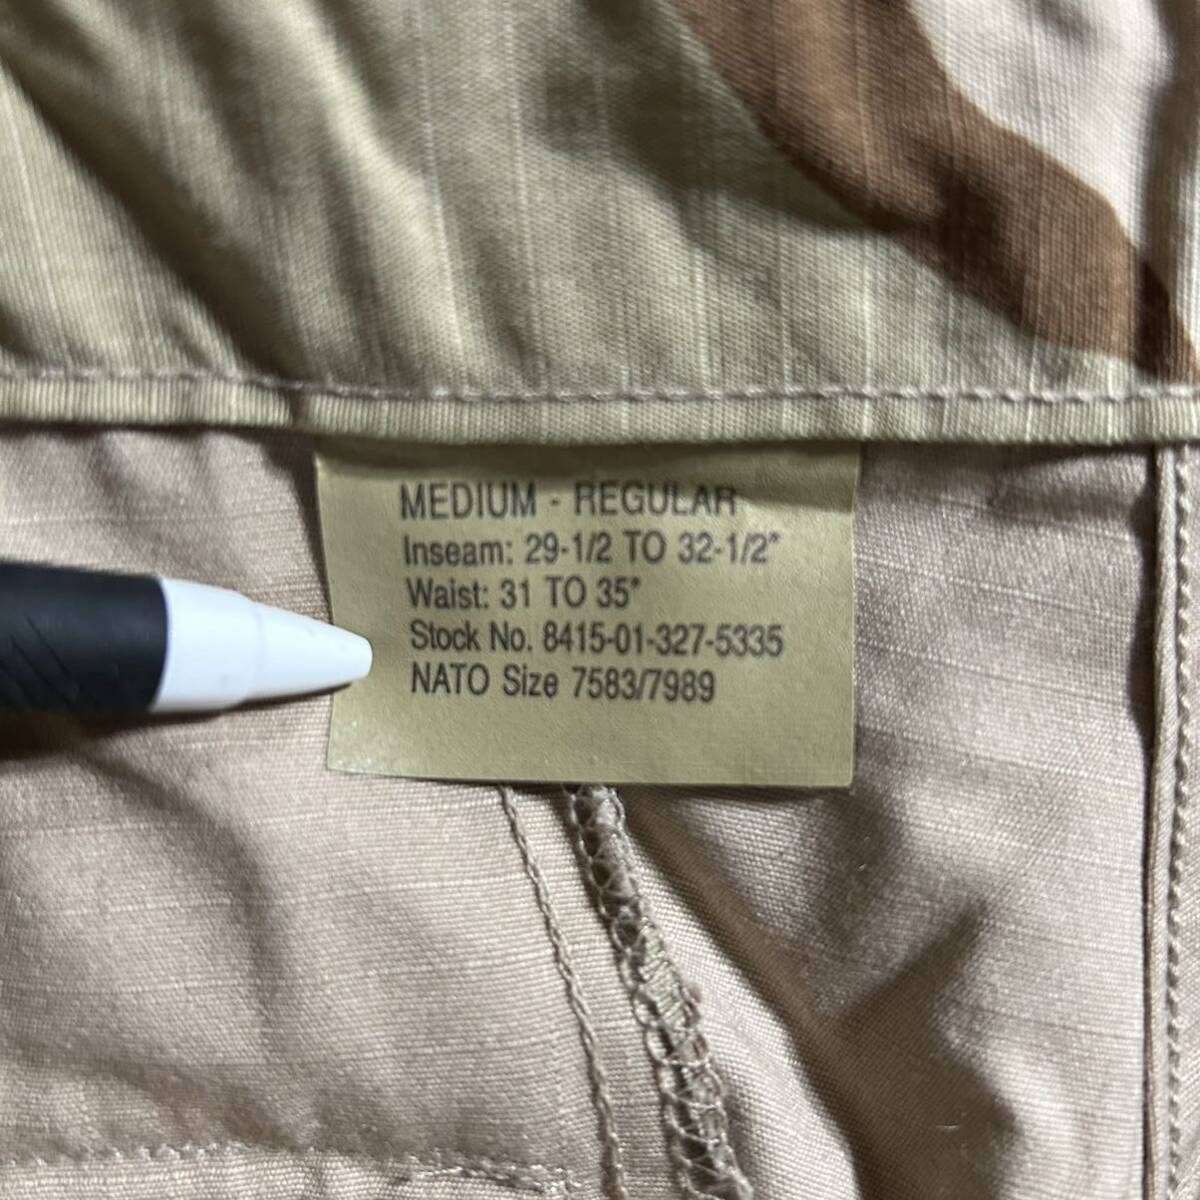 MEDIUM - REGULAR
Inseam: 29-1/2 TO 32-1/2"
Waist: 31 TO 35"
Stock No. 8415-01-327-5335
NATO Size 7583/7989